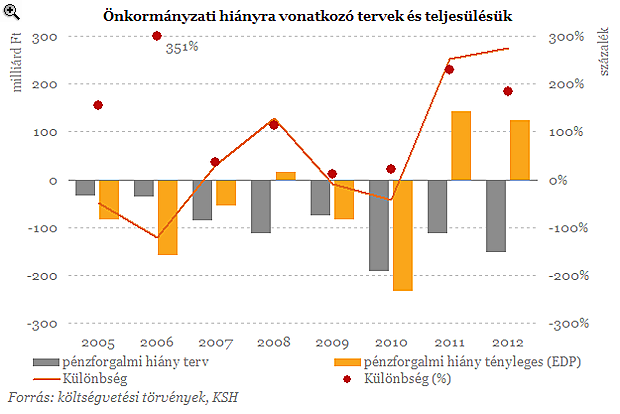 Önkormányzati hiányra vonatkozó tervek és teljesülésük
milliárd Ft
százalék
300 300%
351%
200 200%
100 100%
0 0%
-100 -100%
-200 -200%
-300 -300%
2005 2006 2007 2008 2009 2010 2011 2012
pénzforgalmi hiány terv pénzforgalmi hiány tényleges (EDP)
Különbség Különbség (%)
Forrás: költségvetési törvények, KSH